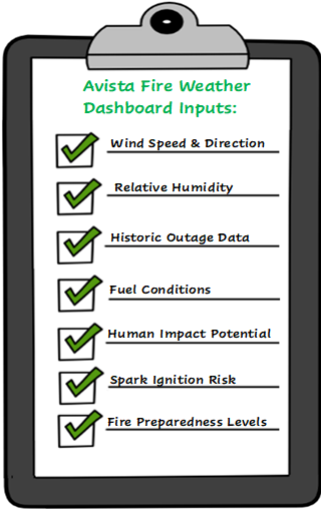 Avista Fire Weather
Dashboard Inputs:
Wind Speed & Direction
Relative Humidity
Historic Outage Data
Fuel Conditions
Human Impact Potential
Spark Ignition Risk
Fire Preparedness Levels